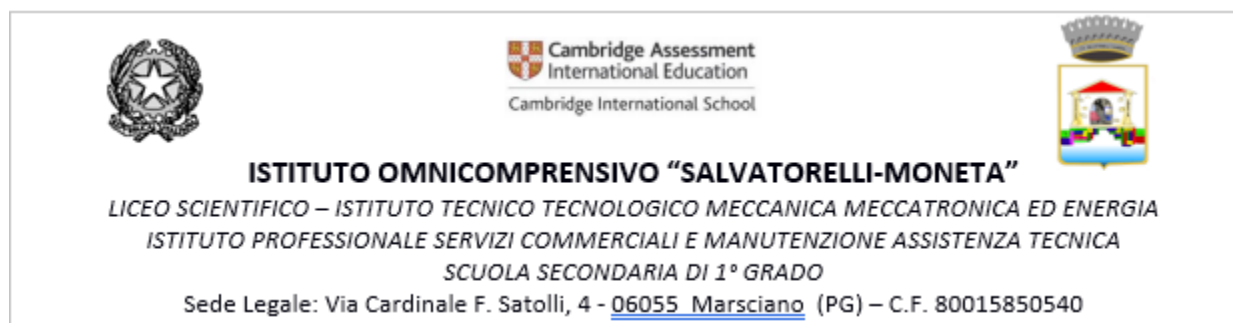 Cambridge Assessment
International Education
Cambridge International School
ISTITUTO OMNICOMPRENSIVO “SALVATORELLI-MONETA”
LICEO SCIENTIFICO – ISTITUTO TECNICO TECNOLOGICO MECCANICA MECCATRONICA ED ENERGIA
ISTITUTO PROFESSIONALE SERVIZI COMMERCIALI E MANUTENZIONE ASSISTENZA TECNICA
SCUOLA SECONDARIA DI 1° GRADO
Sede Legale: Via Cardinale F. Satolli, 4 - 06055 Marsciano (PG) – C.F. 80015850540